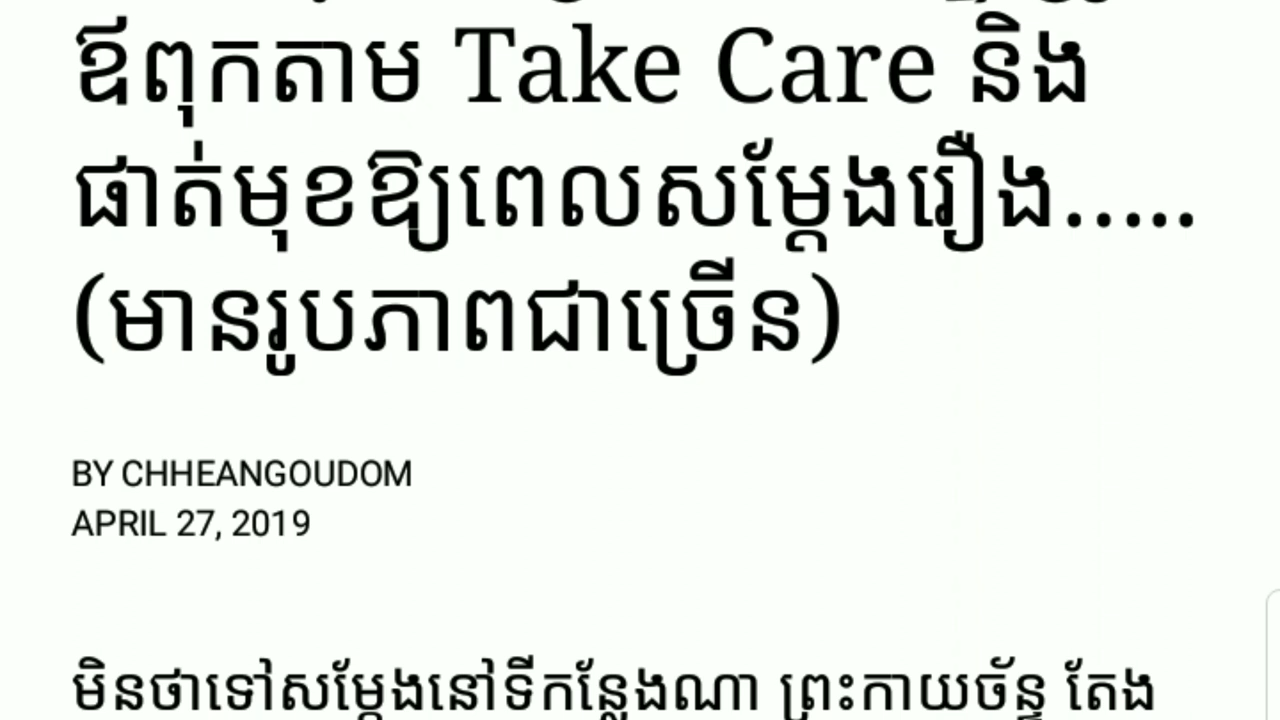 ឪពុកតាម Take Care និង
ផាត់មុខឱ្យពេលសម្ដែងរឿង.....
(មានរូបភាពជាច្រើន)
BY CHHEANGOUDOM
APRIL 27, 2019
មិនថាទៅសម្ដែងនៅទីកន្លែងណា ព្រះកាយច័ន្ទ តែង